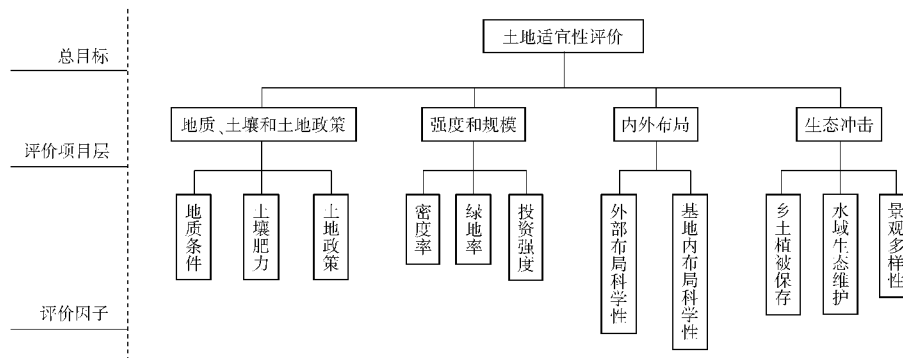 土地适宜性评价
总目标
地质、土壤和土地政策
强度和规模
内外布局
生态冲击
评价项目层
地质条件
土壤肥力
土地政策
密度率
绿地率
投资强度
外部布局科学性
基地内布局科学性
乡土植被保存
水域生态维护
景观多样性
评价因子